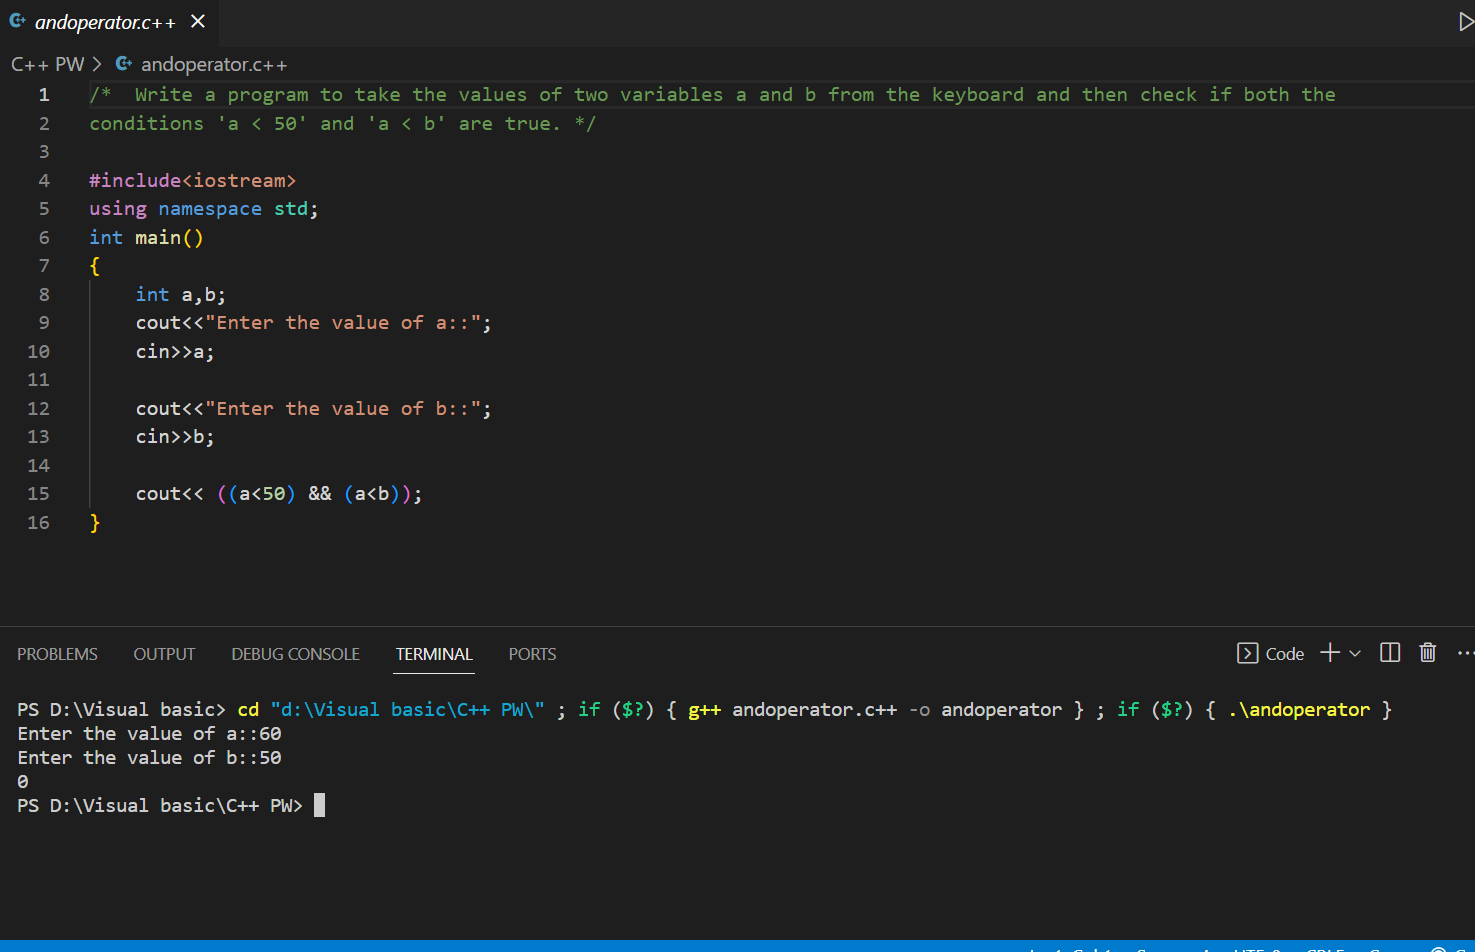 andoperator.c++
C++ PW > andoperator.c++
1 /*  Write a program to take the values of two variables a and b from the keyboard and then check if both the
2 conditions 'a < 50' and 'a < b' are true. */
3
4 #include<iostream>
5 using namespace std;
6 int main()
7 {
8     int a,b;
9     cout<<"Enter the value of a::";
10     cin>>a;
11
12     cout<<"Enter the value of b::";
13     cin>>b;
14
15     cout<< ((a<50) && (a<b));
16 }
PROBLEMS OUTPUT DEBUG CONSOLE TERMINAL PORTS Code
PS D:\Visual basic> cd "d:\Visual basic\C++ PW\" ; if ($?) { g++ andoperator.c++ -o andoperator } ; if ($?) { .\andoperator }
Enter the value of a::60
Enter the value of b::50
0
PS D:\Visual basic\C++ PW>